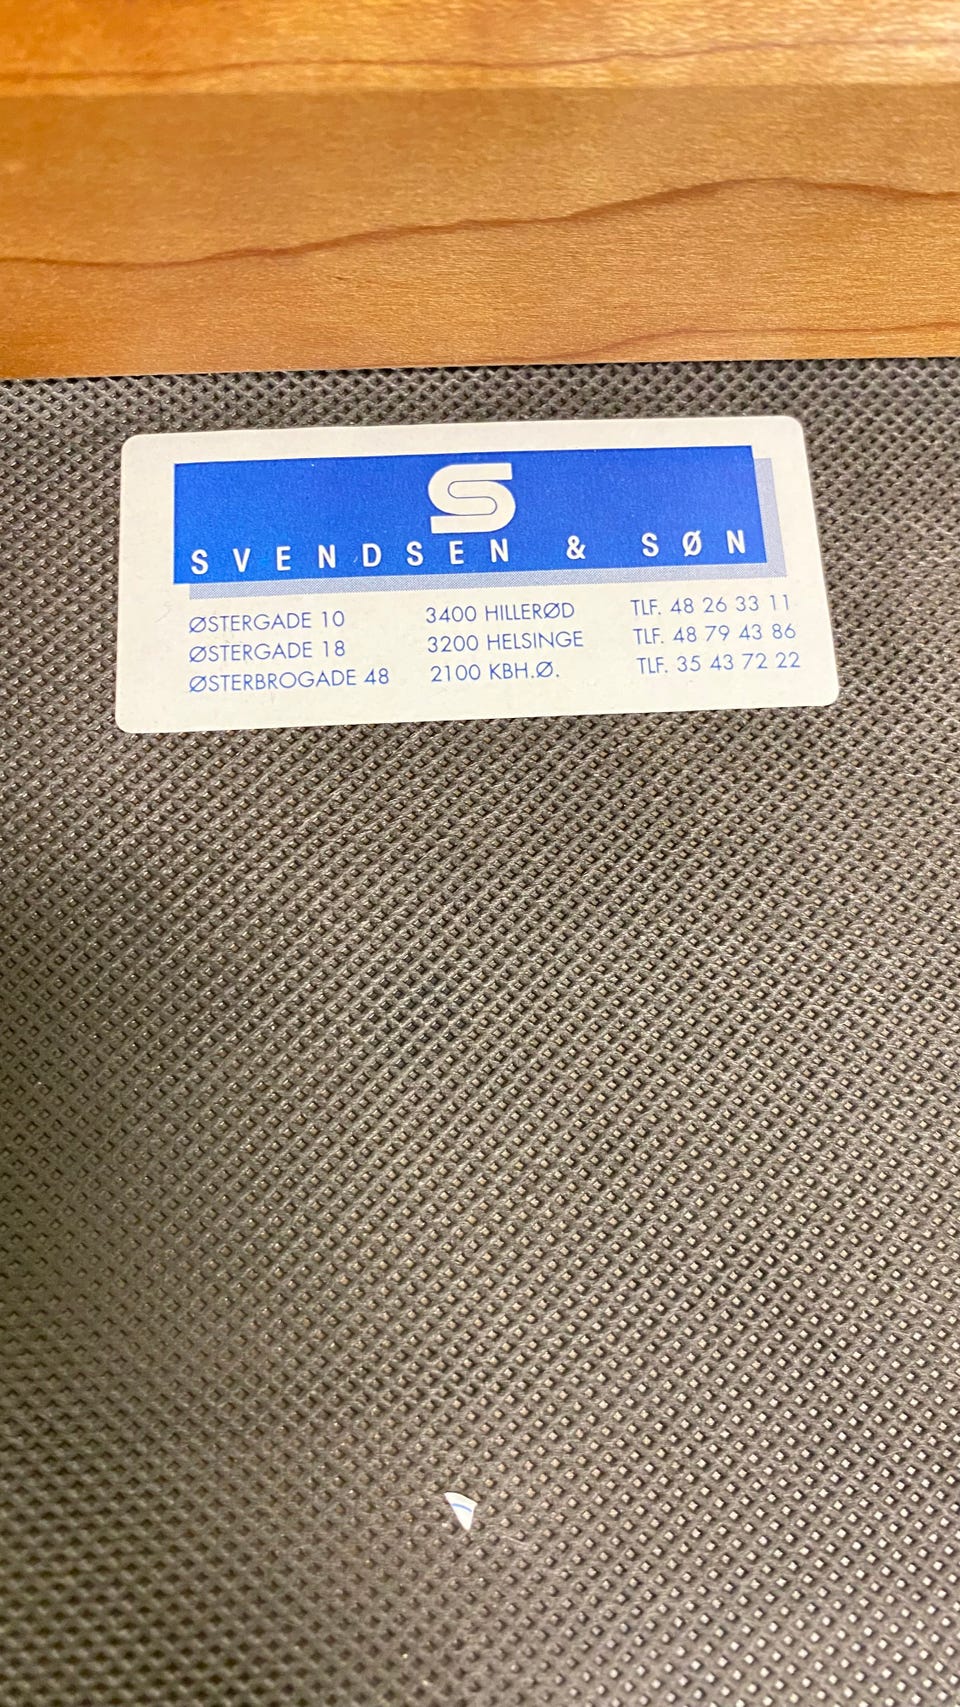 S
SVENDSEN & SØN
ØSTERGADE 10 3400 HILLERØD TLF. 48 26 33 11
ØSTERGADE 18 3200 HELSINGE TLF. 48 79 43 86
ØSTERBROGADE 48 2100 KBH.Ø. TLF. 35 43 72 22